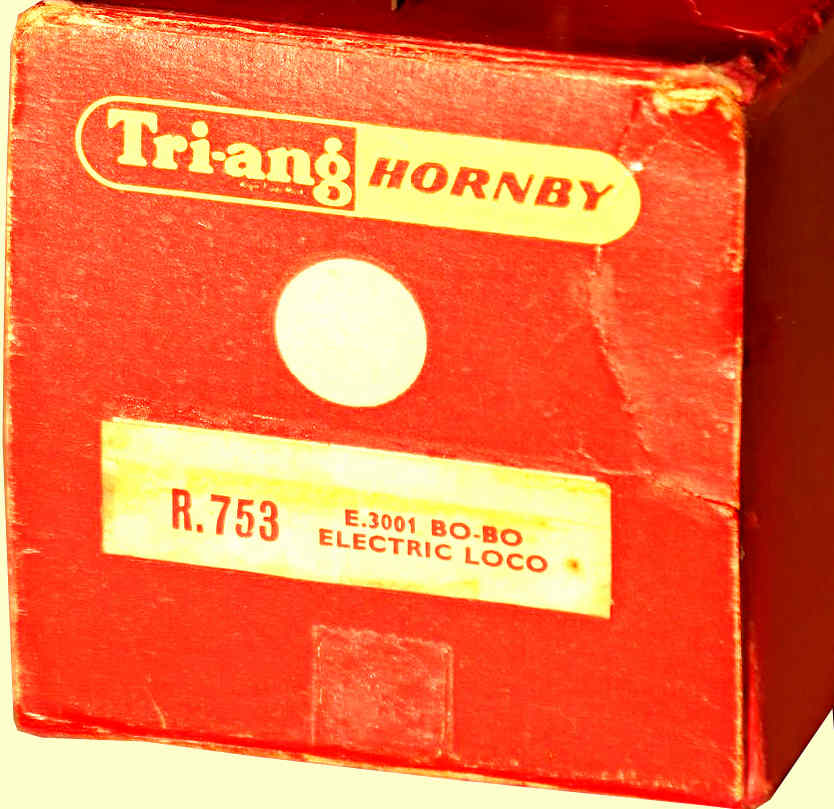 Tri-ang HORNBY
R.753 E.3001 BO-BO
ELECTRIC LOCO